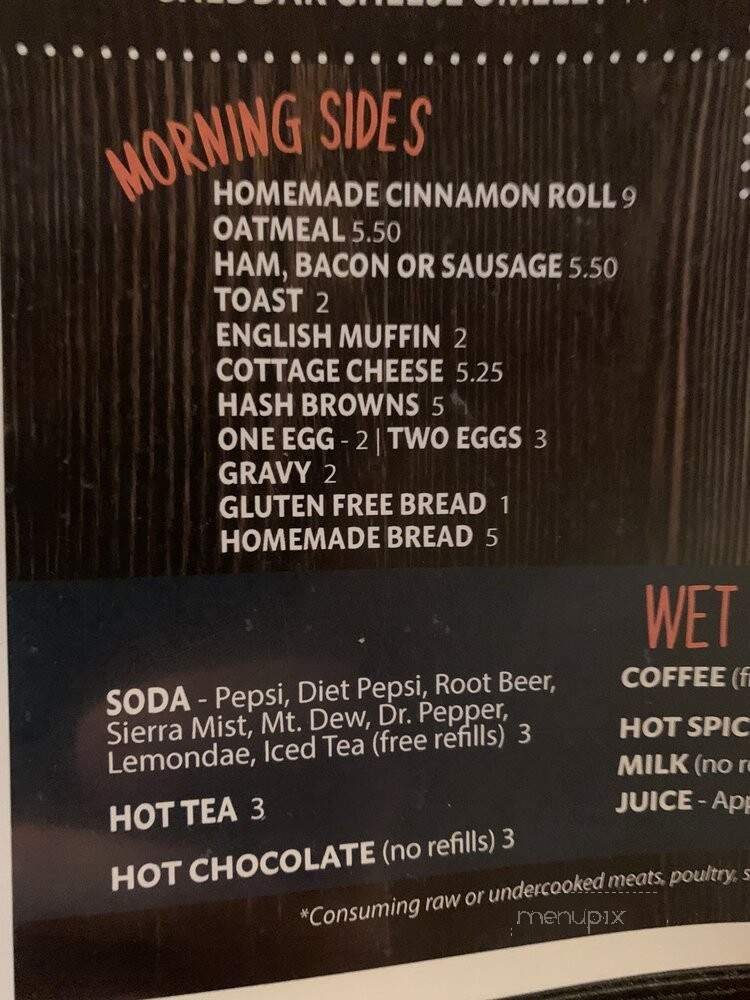 MORNING SIDES
HOMEMADE CINNAMON ROLL 9
OATMEAL 5.50
HAM, BACON OR SAUSAGE 5.50
TOAST 2
ENGLISH MUFFIN 2
COTTAGE CHEESE 5.25
HASH BROWNS 5
ONE EGG - 2 | TWO EGGS 3
GRAVY 2
GLUTEN FREE BREAD 1
HOMEMADE BREAD 5
SODA - Pepsi, Diet Pepsi, Root Beer,
Sierra Mist, Mt. Dew, Dr. Pepper,
Lemondae, Iced Tea (free refills) 3
HOT TEA 3
HOT CHOCOLATE (no refills) 3
WET
COFFEE
HOT
MILK (no
JUICE -
*Consuming raw or undercooked meats, poultry,
menupix